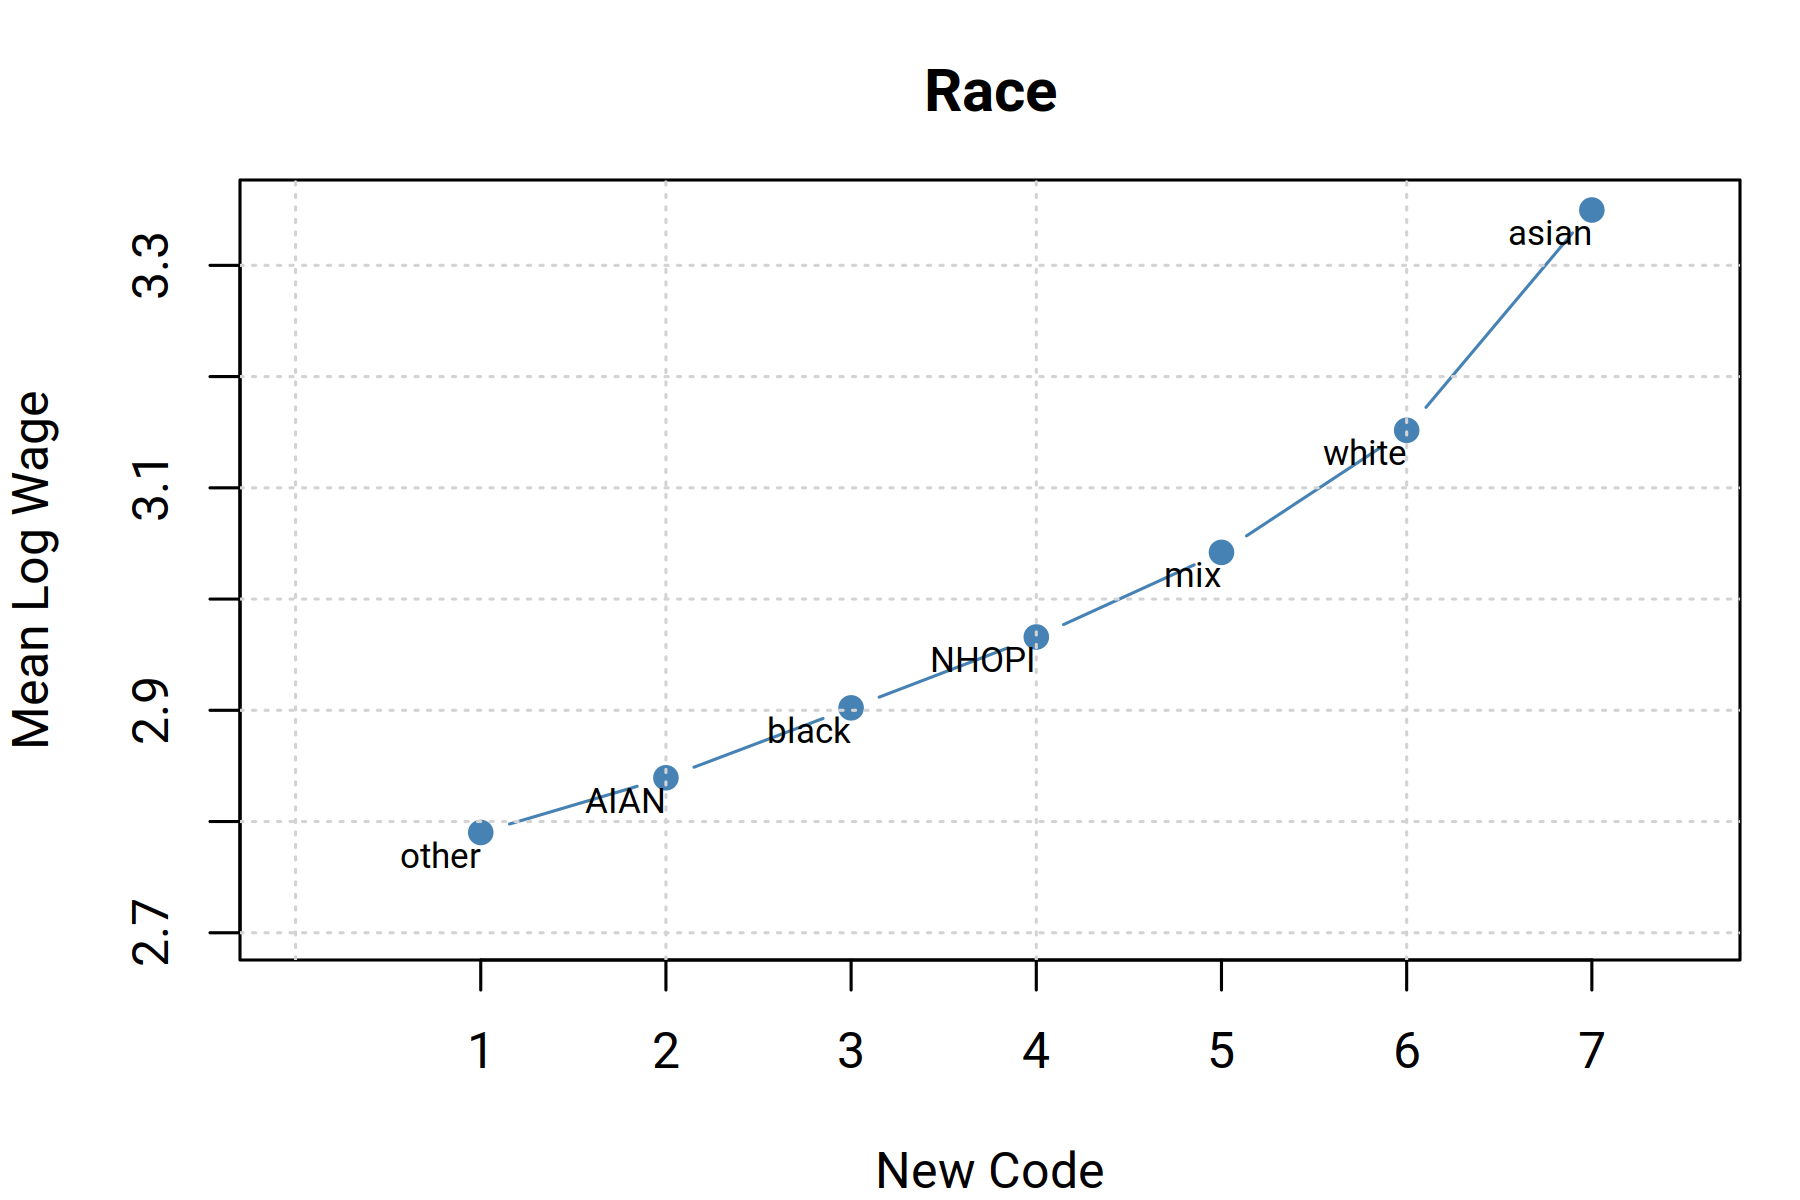 Race
Mean Log Wage
3.3
3.1
2.9
2.7
asian
white
mix
NHOPI
black
AIAN
other
1 2 3 4 5 6 7
New Code